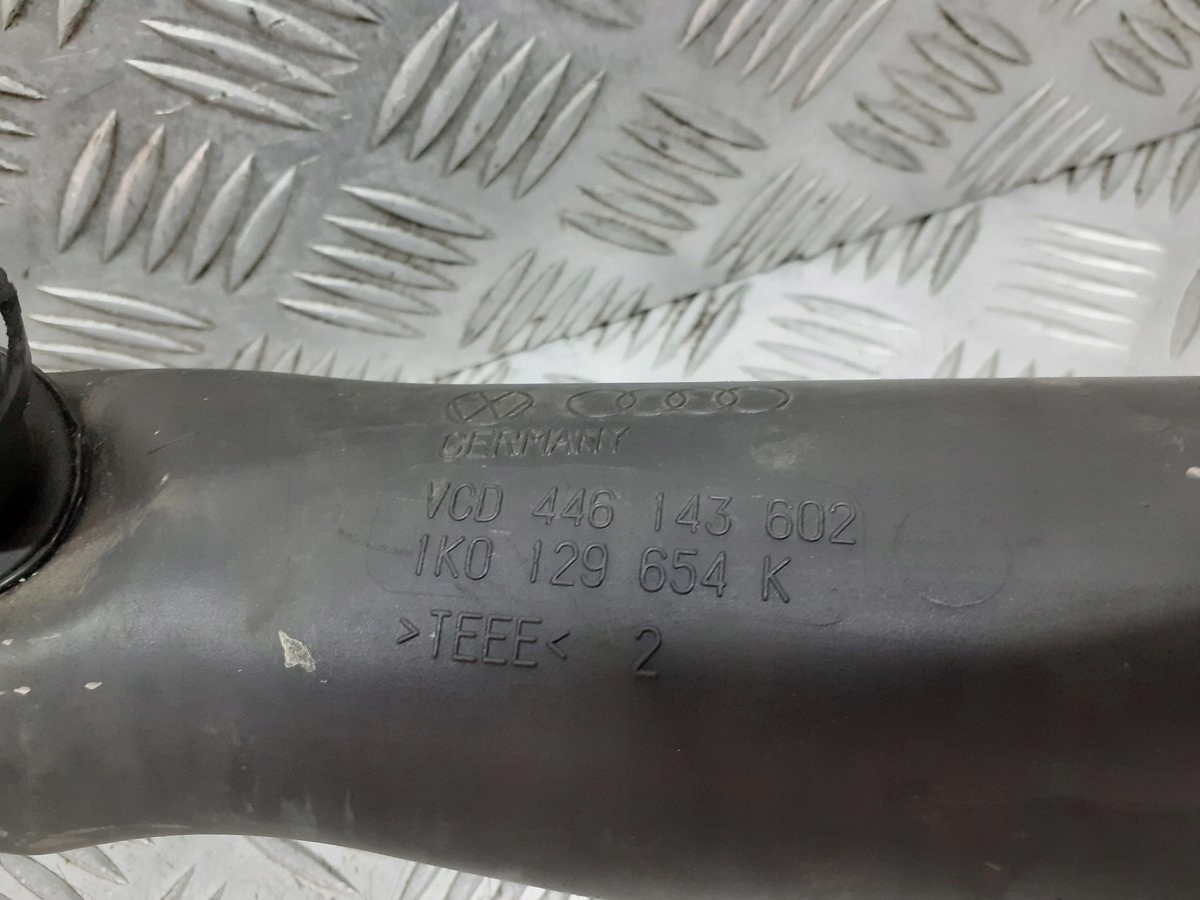 GERMANY
VCD 446 143 602
1K0 129 654 K
>TEEE< 2